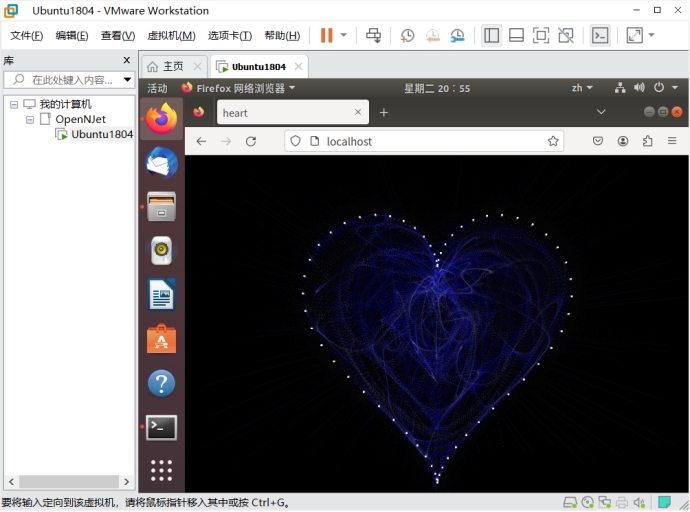 Ubuntu1804 - VMware Workstation
文件(F) 编辑(E) 查看(V) 虚拟机(M) 选项卡(T) 帮助(H)
库
在此处键入内容...
我的计算机
OpenNJet
Ubuntu1804
主页 Ubuntu1804
活动 Firefox 网络浏览器 星期二 20：55 zh
heart
localhost
要将输入定向到该虚拟机，请将鼠标指针移入其中或按 Ctrl+G。